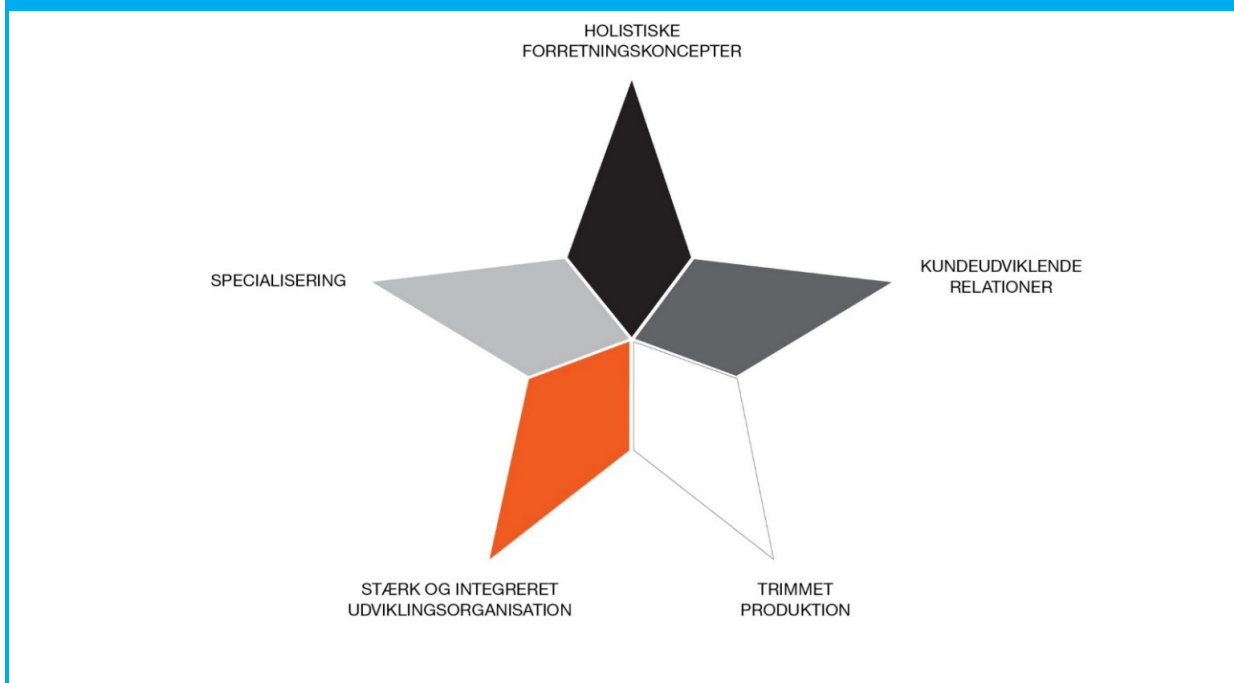 HOLISTISKE
FORRETNINGSKONCEPTER
SPECIALISERING
KUNDEUDVIKLENDE
RELATIONER
STÆRK OG INTEGRERET
UDVIKLINGSORGANISATION
TRIMMET
PRODUKTION